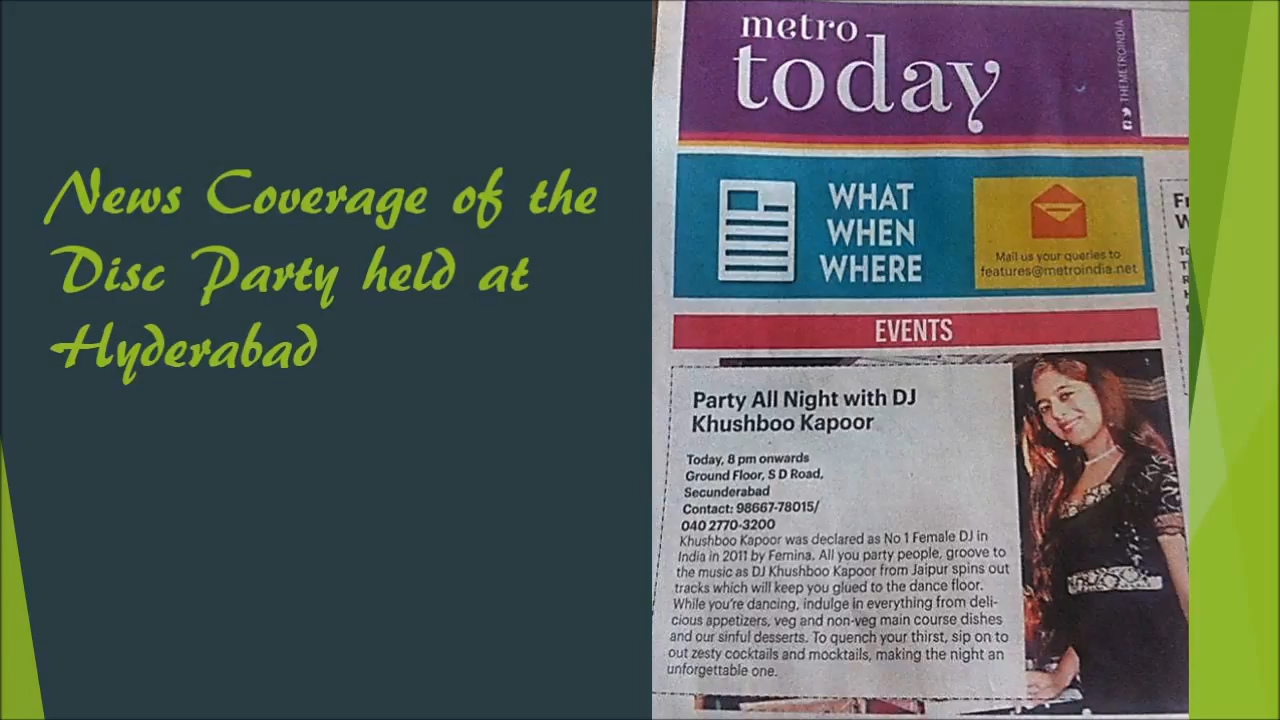 News Coverage of the
Disc Party held at
Hyderabad
metro
today
THEMETROINDIA
WHAT
WHEN
WHERE
Mail us your queries to
features@metroindia.net
EVENTS
Party All Night with DJ
Khushboo Kapoor
Today, 8 pm onwards
Ground Floor, S D Road,
Secunderabad
Contact: 98667-78015/
040 2770-3200
Khushboo Kapoor was declared as No 1 Female DJ in
India in 2011 by Femina. All you party people, groove to
the music as DJ Khushboo Kapoor from Jaipur spins out
tracks which will keep you glued to the dance floor.
While you're dancing, indulge in everything from deli-
cious appetizers, veg and non-veg main course dishes
and our sinful desserts. To quench your thirst, sip on to
out zesty cocktails and mocktails, making the night an
unforgettable one.